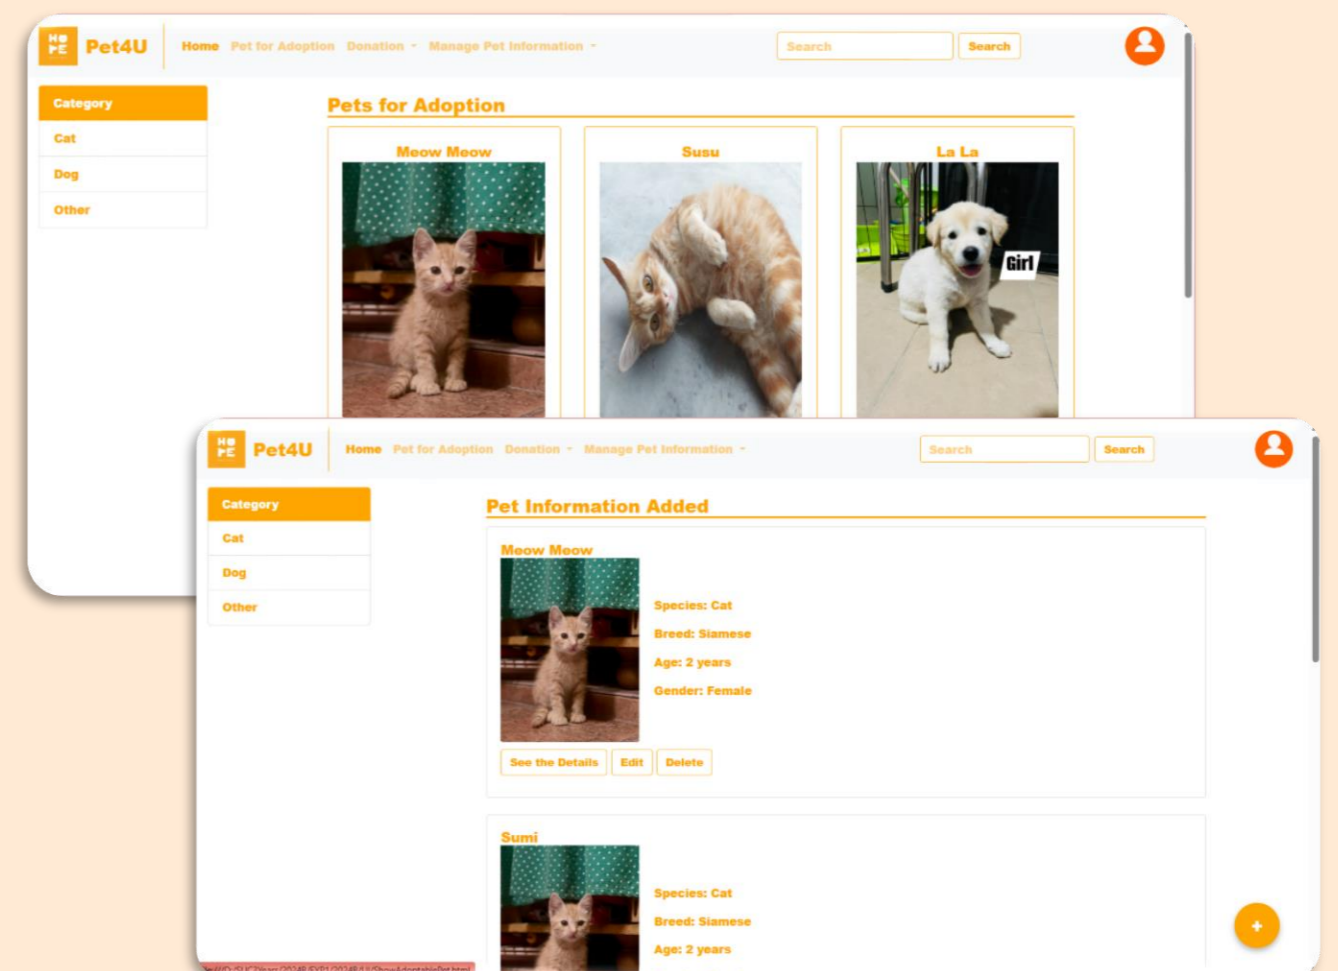 HOPE Pet4U Home Pet for Adoption Donation Manage Pet Information Search Search
Category
Cat
Dog
Other
Pets for Adoption
Meow Meow Susu La La
Girl
HOPE Pet4U Home Pet for Adoption Donation Manage Pet Information Search Search
Category
Cat
Dog
Other
Pet Information Added
Meow Meow
Species: Cat
Breed: Siamese
Age: 2 years
Gender: Female
See the Details Edit Delete
Sumi
Species: Cat
Breed: Siamese
Age: 2 years
+